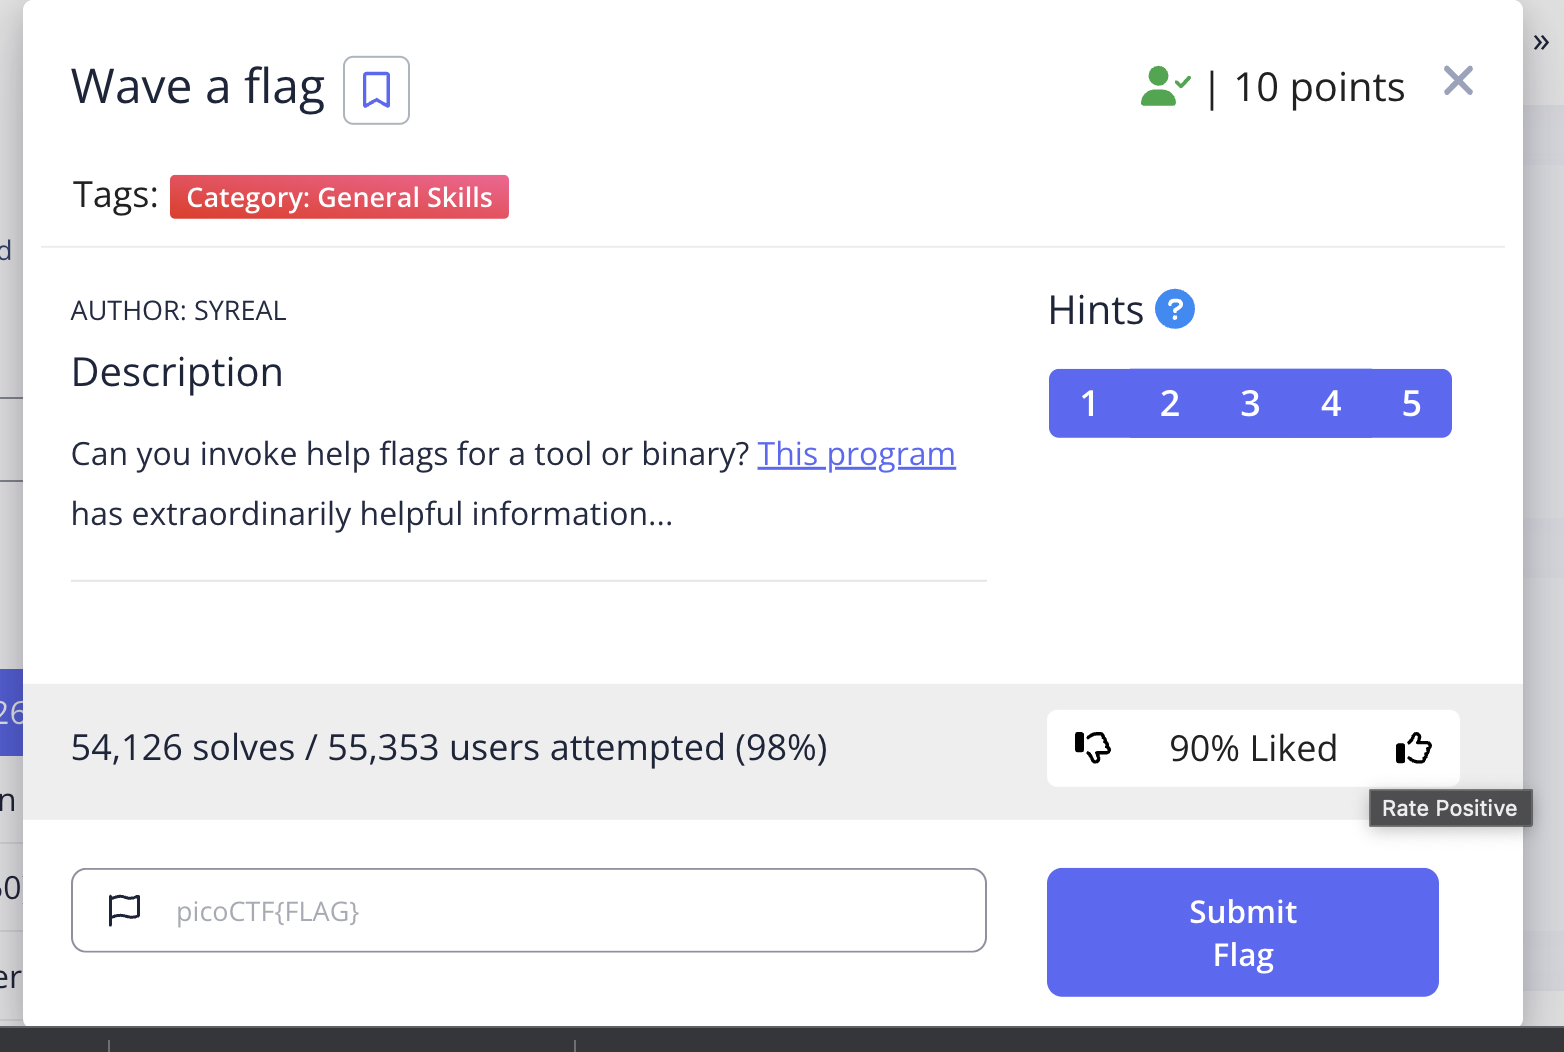 »
Wave a flag
| 10 points
Tags: Category: General Skills
d
AUTHOR: SYREAL
Hints ?
Description
1 2 3 4 5
Can you invoke help flags for a tool or binary? This program
has extraordinarily helpful information...
26
54,126 solves / 55,353 users attempted (98%)
90% Liked
n
Rate Positive
picoCTF{FLAG}
Submit
Flag
er